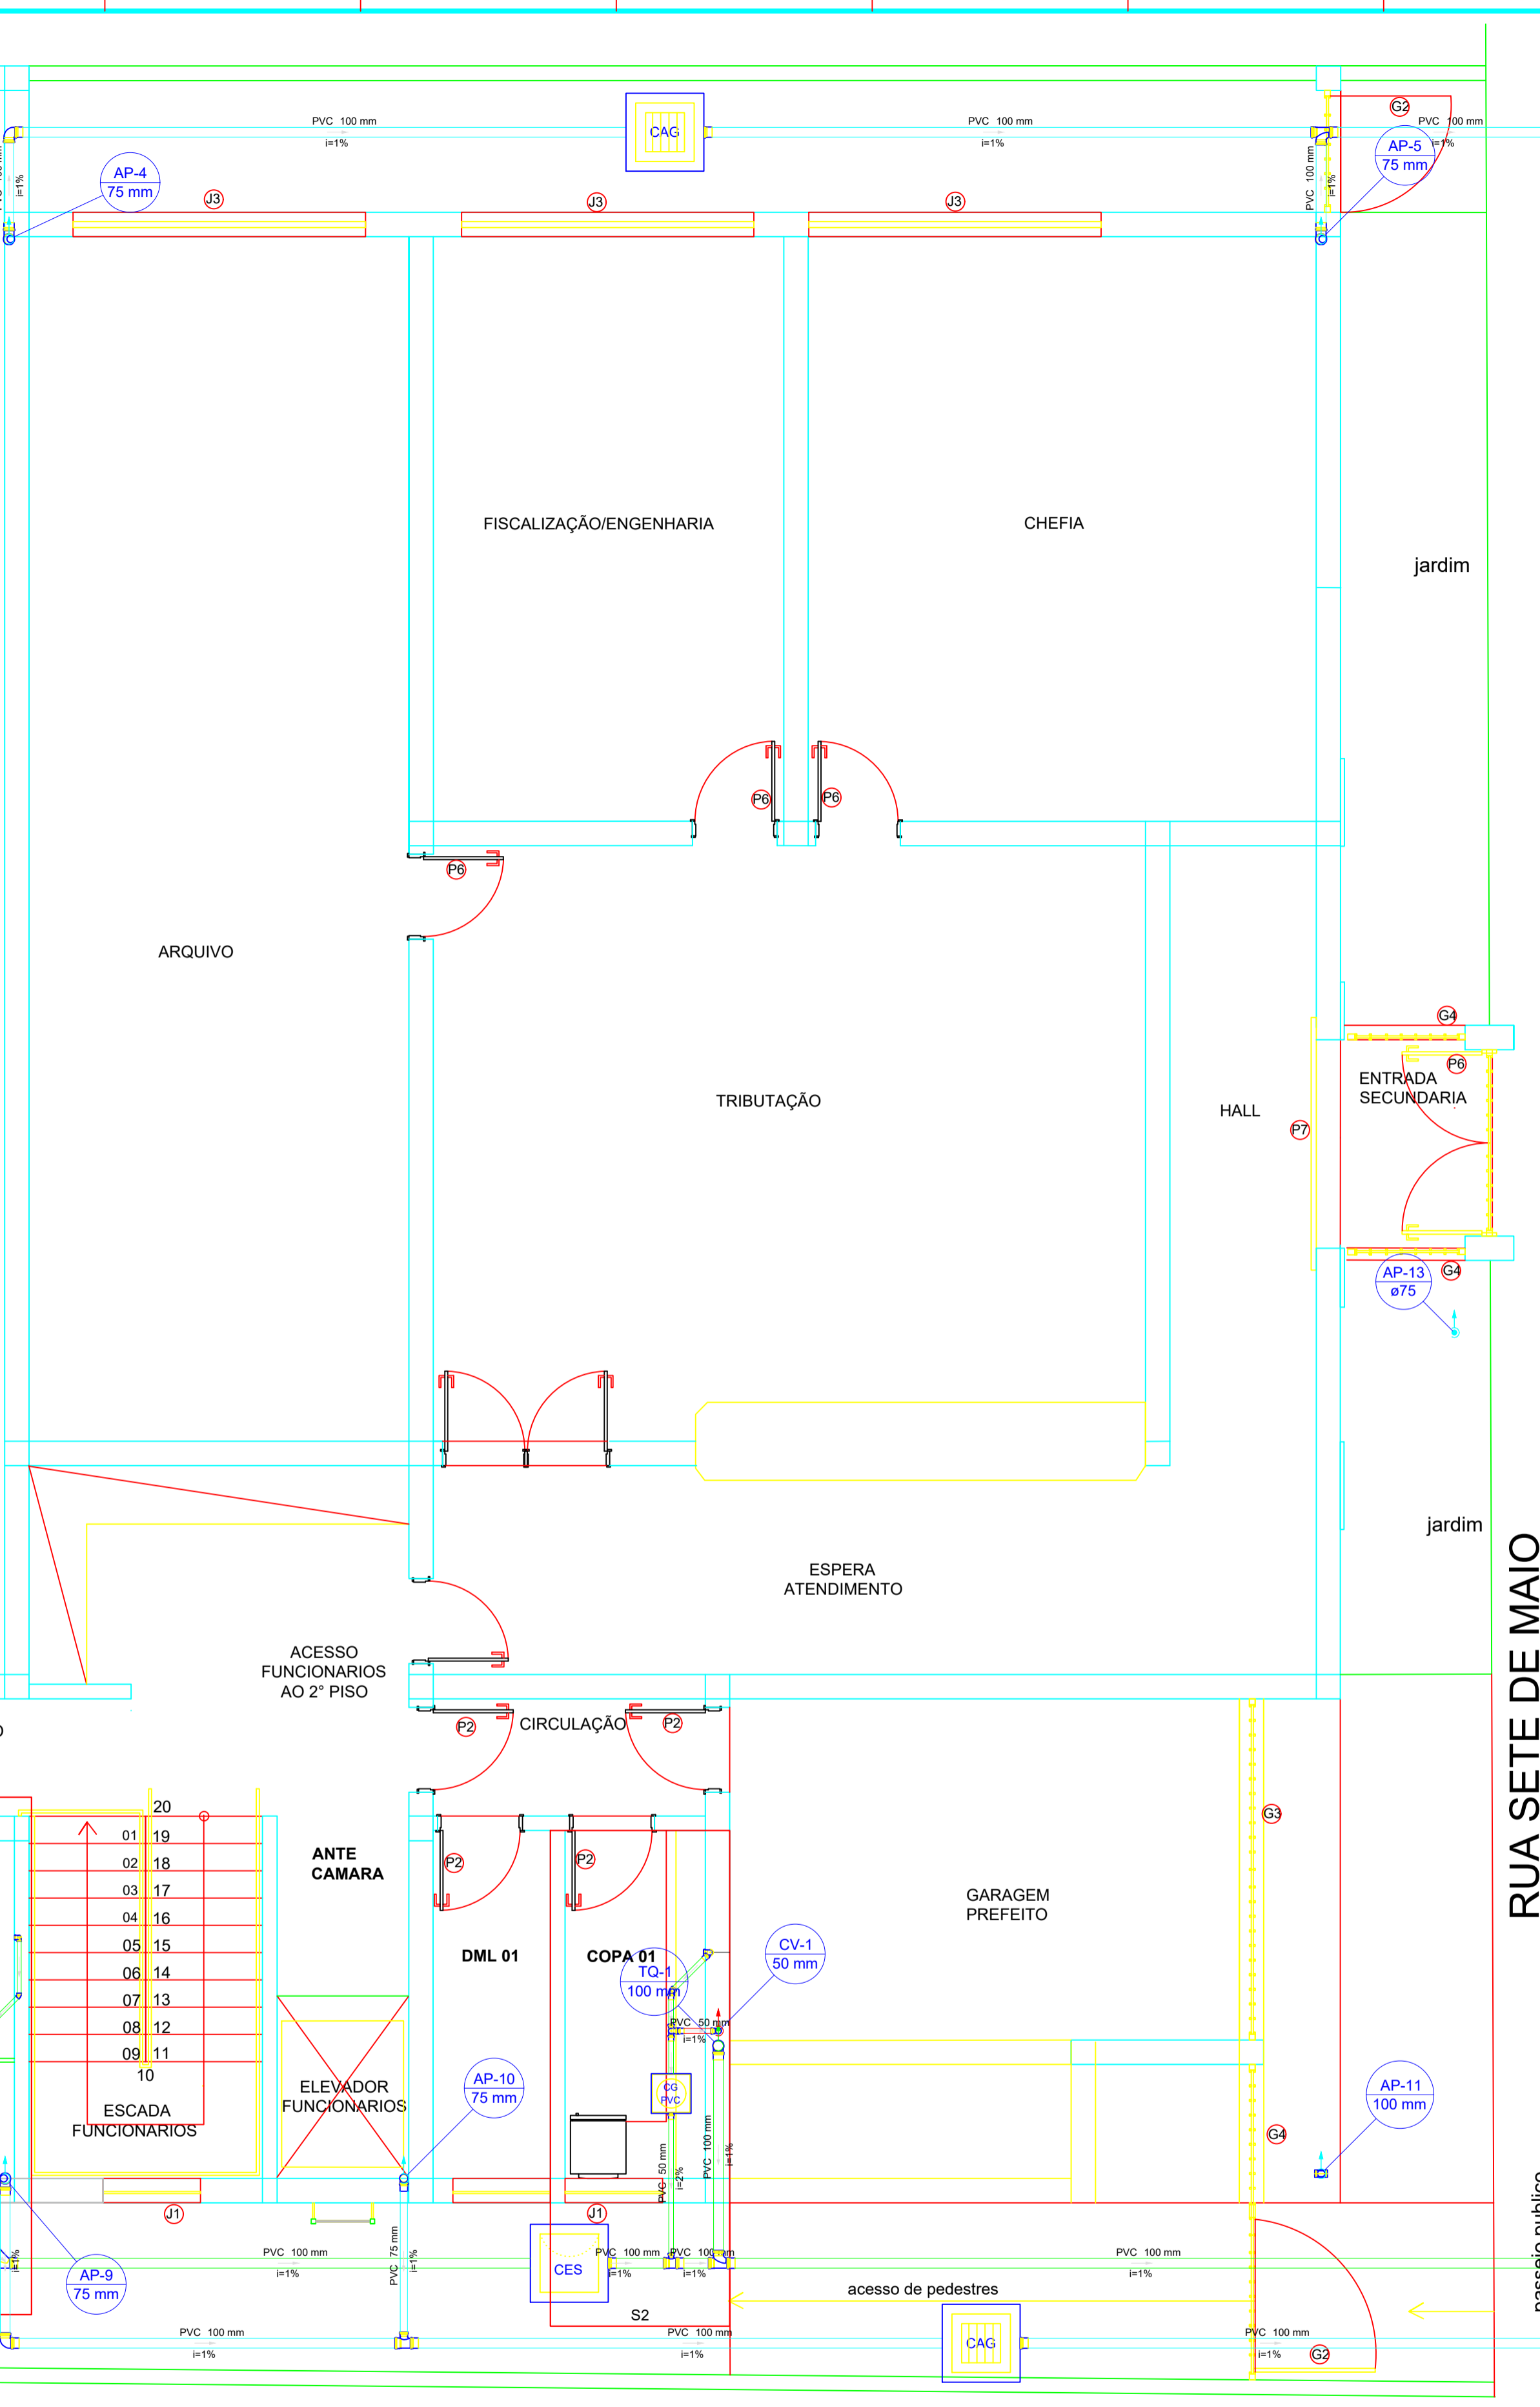 G2
PVC 100 mm
i=1%
CAG
PVC 100 mm
i=1%
PVC 100 mm
i=1%
AP-4
75 mm
i=1%
J3
J3
J3
PVC 100 mm
i=1%
AP-5
75 mm
FISCALIZAÇÃO/ENGENHARIA
CHEFIA
jardim
P6
P6
P6
ARQUIVO
TRIBUTAÇÃO
HALL
P7
G4
P6
ENTRADA
SECUNDARIA
G4
AP-13
ø75
jardim
RUA SETE DE MAIO
ESPERA
ATENDIMENTO
ACESSO
FUNCIONARIOS
AO 2° PISO
P2
CIRCULAÇÃO
P2
20
01 19
02 18
03 17
04 16
05 15
06 14
07 13
08 12
09 11
10
ESCADA
FUNCIONARIOS
ANTE
CAMARA
P2
P2
G3
GARAGEM
PREFEITO
DML 01
COPA 01
TQ-1
100 mm
CV-1
50 mm
PVC 50 mm
i=1%
ELEVADOR
FUNCIONARIOS
AP-10
75 mm
CG
PVC
AP-11
100 mm
G4
PVC 50 mm
i=2%
PVC 100 mm
i=1%
J1
J1
passeio publico
AP-9
75 mm
i=1%
PVC 100 mm
i=1%
PVC 75 mm
i=1%
CES
PVC 100 mm
i=1%
PVC 100 mm
i=1%
PVC 100 mm
i=1%
acesso de pedestres
S2
PVC 100 mm
i=1%
PVC 100 mm
i=1%
CAG
PVC 100 mm
i=1%
G2